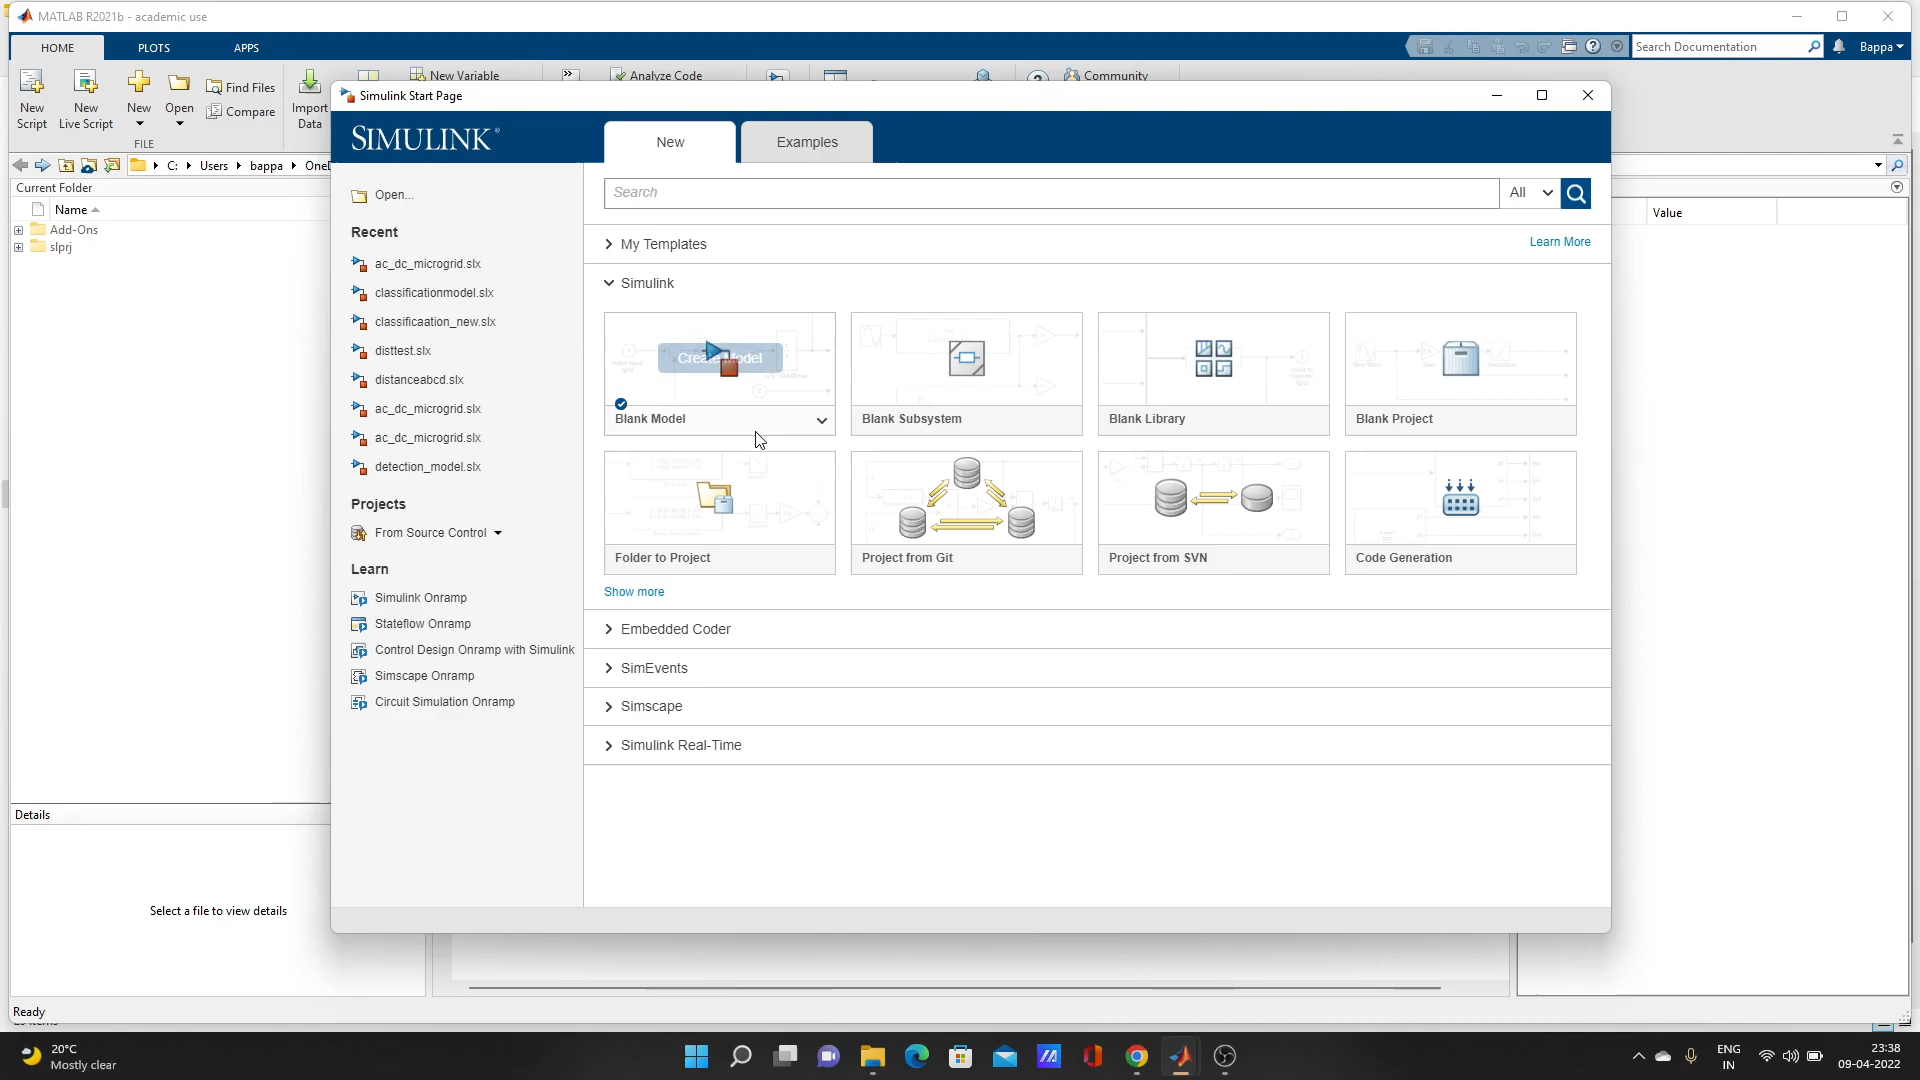 MATLAB R2021b - academic use
HOME PLOTS APPS
Search Documentation
Bappa
New Script
New Live Script
New
Open
Find Files
Compare
Import Data
New Variable
Analyze Code
Community
FILE
C: Users bappa
Current Folder
Name
Add-Ons
slprj
Value
Simulink Start Page
SIMULINK®
New
Examples
Open...
Recent
ac_dc_microgrid.slx
classificationmodel.slx
classificaation_new.slx
disttest.slx
distanceabcd.slx
ac_dc_microgrid.slx
ac_dc_microgrid.slx
detection_model.slx
Projects
From Source Control
Learn
Simulink Onramp
Stateflow Onramp
Control Design Onramp with Simulink
Simscape Onramp
Circuit Simulation Onramp
Search
All
My Templates
Learn More
Simulink
Blank Model
Blank Subsystem
Blank Library
Blank Project
Folder to Project
Project from Git
Project from SVN
Code Generation
Show more
Embedded Coder
SimEvents
Simscape
Simulink Real-Time
Details
Select a file to view details
Ready
20°C
Mostly clear
ENG
IN
23:38
09-04-2022